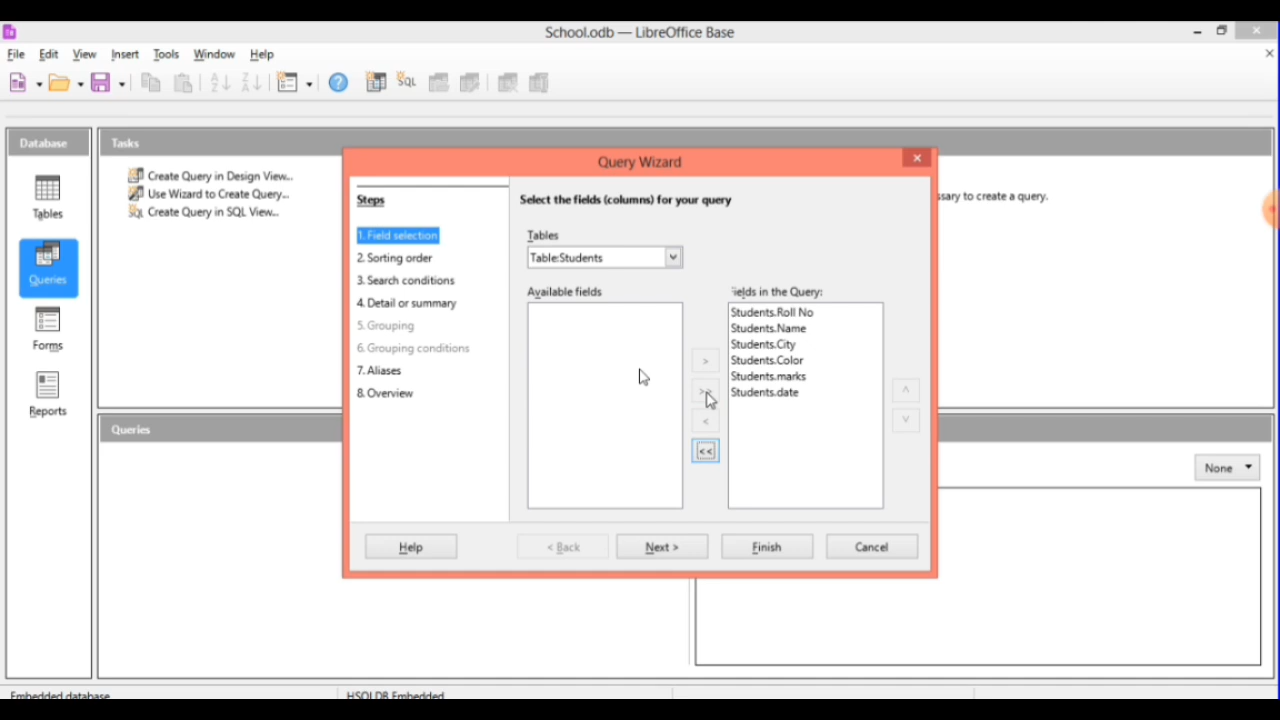 School.odb — LibreOffice Base
File Edit View Insert Tools Window Help
SQL
Database
Tables
Queries
Forms
Reports
Tasks
Create Query in Design View...
Use Wizard to Create Query...
Create Query in SQL View...
ssary to create a query.
Queries
None
Query Wizard
Steps
1. Field selection
2. Sorting order
3. Search conditions
4. Detail or summary
5. Grouping
6. Grouping conditions
7. Aliases
8. Overview
Select the fields (columns) for your query
Tables
Table:Students
Available fields
ields in the Query:
Students.Roll No
Students.Name
Students.City
Students.Color
Students.marks
Students.date
>
>>
<
<<
Help
< Back
Next >
Finish
Cancel
Embedded database
HSQLDB Embedded